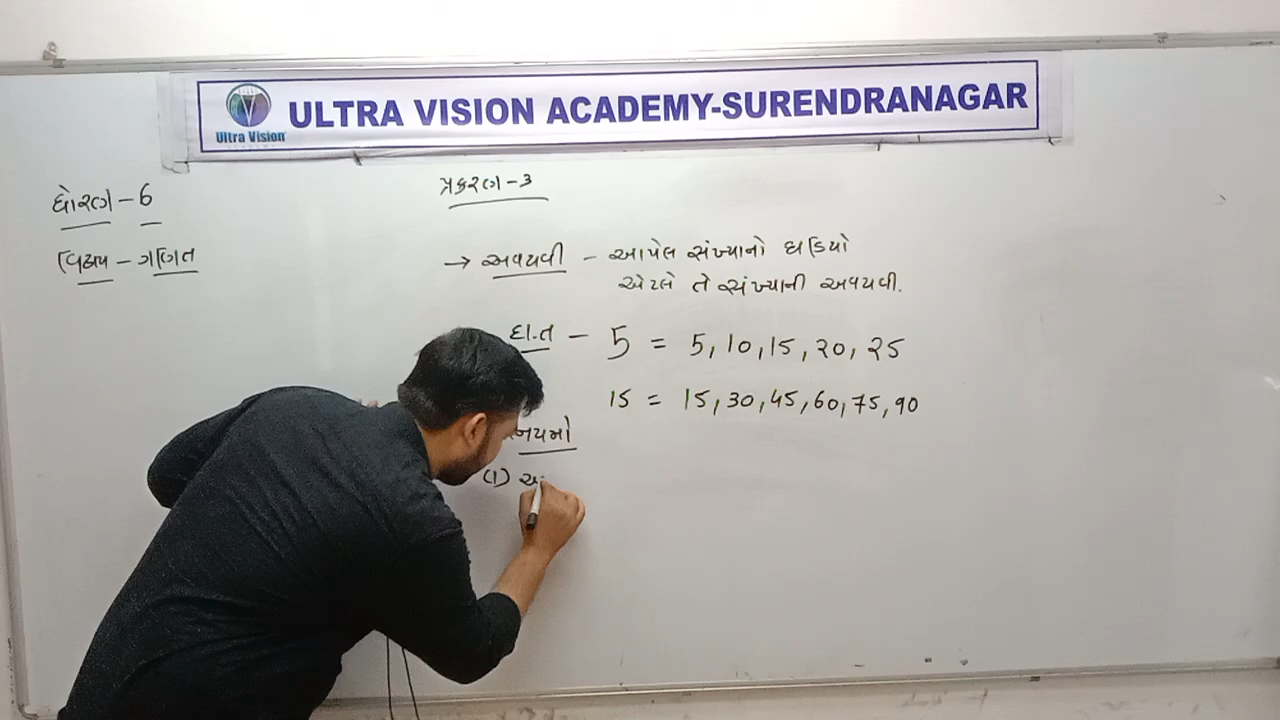 ULTRA VISION ACADEMY-SURENDRANAGAR
Ultra Vision
ધોરણ - 6
વિષય - ગણિત
પ્રકરણ - ૩
→ અવયવી - આપેલ સંખ્યાનો ઘડિયો
એટલે તે સંખ્યાની અવયવી.
દા.ત - 5 = 5, 10, 15, 20, 25
15 = 15, 30, 45, 60, 75, 90
(1)